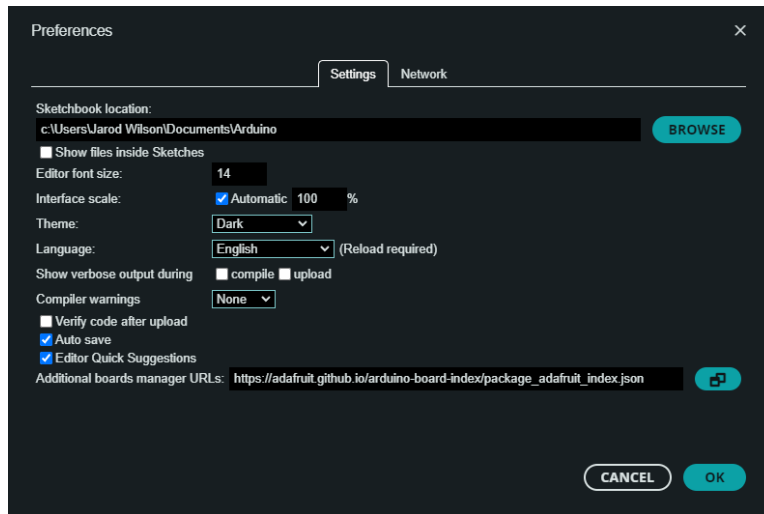 Preferences
Settings Network
Sketchbook location:
c:\Users\Jarod Wilson\Documents\Arduino BROWSE
Show files inside Sketches
Editor font size: 14
Interface scale: Automatic 100 %
Theme: Dark
Language: English (Reload required)
Show verbose output during compile upload
Compiler warnings None
Verify code after upload
Auto save
Editor Quick Suggestions
Additional boards manager URLs: https://adafruit.github.io/arduino-board-index/package_adafruit_index.json
CANCEL OK